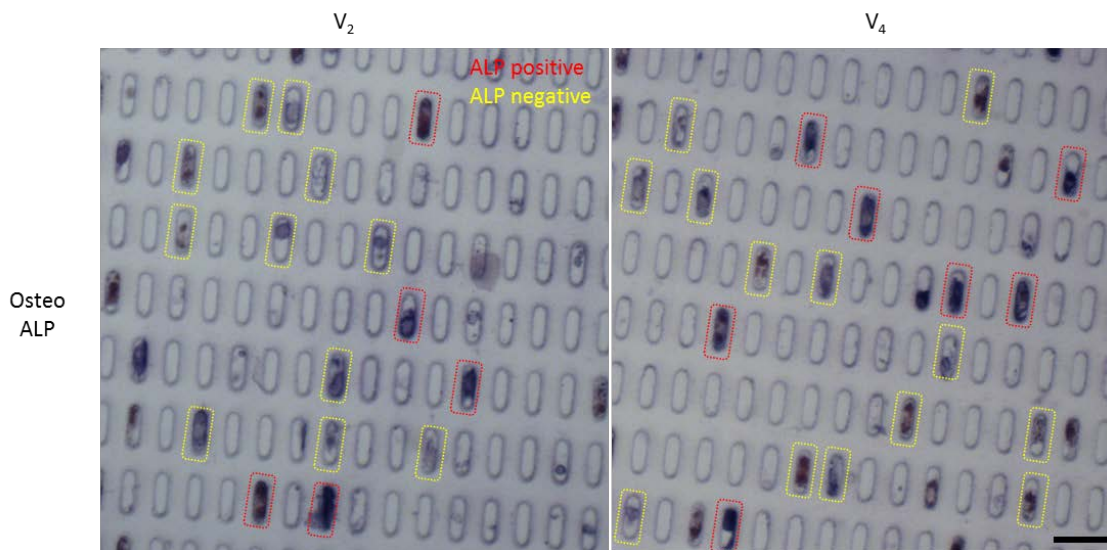 V₂
V₄
ALP positive
ALP negative
Osteo
ALP